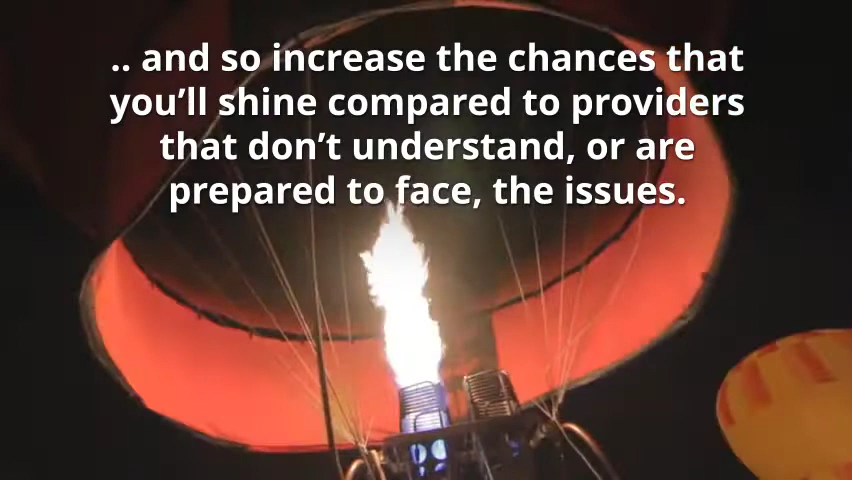 .. and so increase the chances that
you’ll shine compared to providers
that don’t understand, or are
prepared to face, the issues.